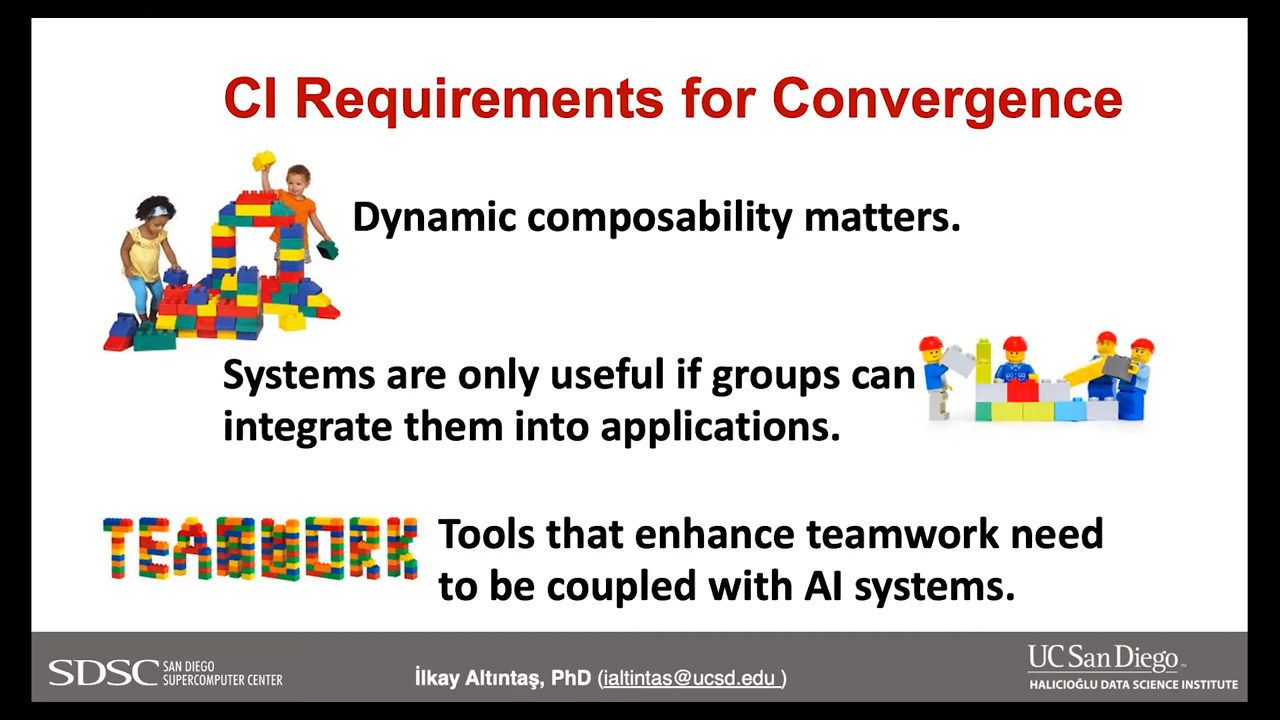 CI Requirements for Convergence
Dynamic composability matters.
Systems are only useful if groups can
integrate them into applications.
TEAMWORK
Tools that enhance teamwork need
to be coupled with AI systems.
SDSC SAN DIEGO
SUPERCOMPUTER CENTER
İlkay Altıntaş, PhD (ialtintas@ucsd.edu )
UC San Diego
HALICIOĞLU DATA SCIENCE INSTITUTE